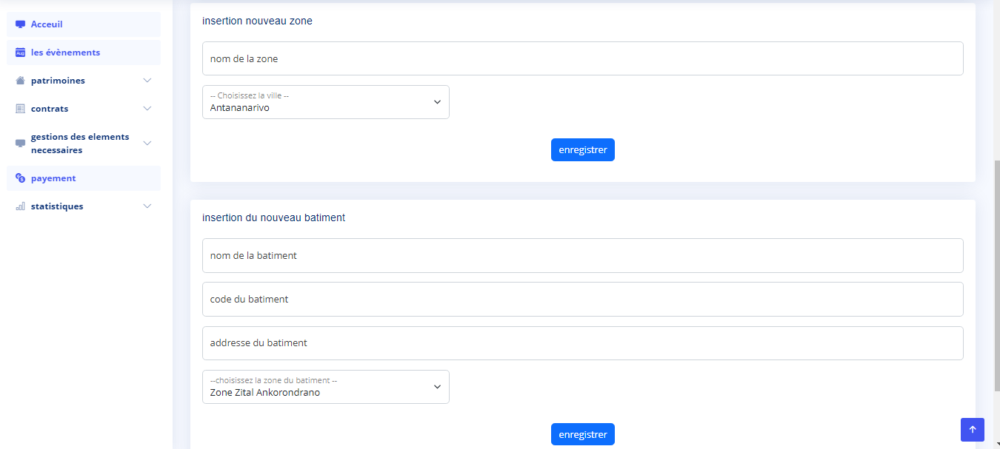 Acceuil
les évènements
patrimoines
contrats
gestions des elements
necessaires
payement
statistiques
insertion nouveau zone
nom de la zone
-- Choisissez la ville --
Antananarivo
enregistrer
insertion du nouveau batiment
nom de la batiment
code du batiment
addresse du batiment
--choisissez la zone du batiment --
Zone Zital Ankorondrano
enregistrer